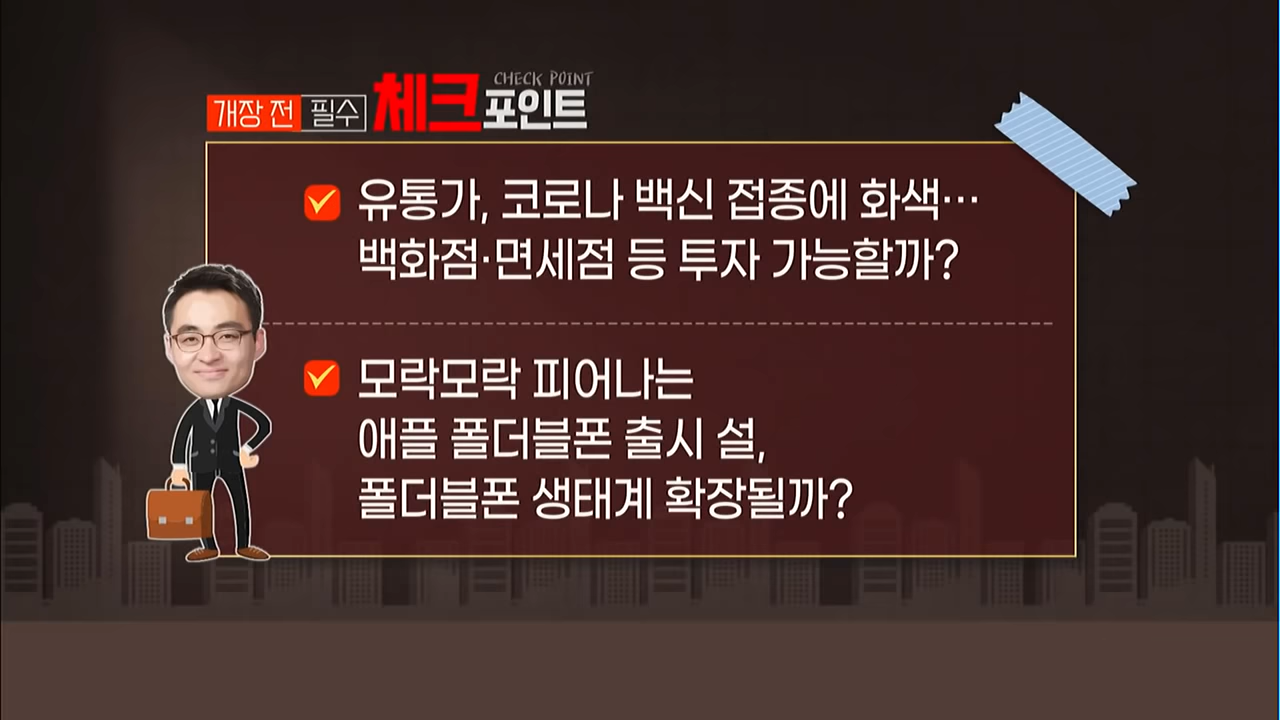 개장 전 필수 체크포인트
CHECK POINT
유통가, 코로나 백신 접종에 화색…
백화점·면세점 등 투자 가능할까?
모락모락 피어나는
애플 폴더블폰 출시 설,
폴더블폰 생태계 확장될까?